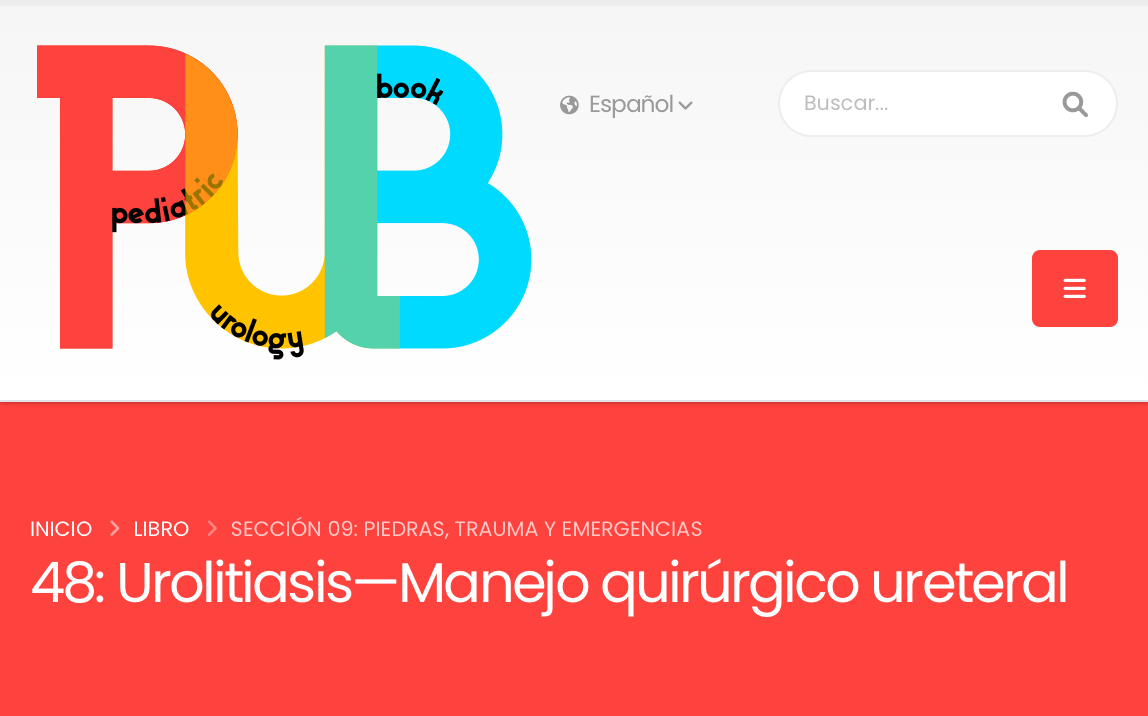 PUB
pediatric
urology
book
Español
Buscar...
INICIO > LIBRO > SECCIÓN 09: PIEDRAS, TRAUMA Y EMERGENCIAS
48: Urolitiasis—Manejo quirúrgico ureteral